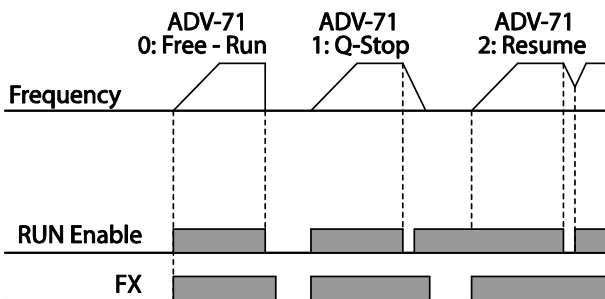 ADV-71
0: Free - Run
ADV-71
1: Q-Stop
ADV-71
2: Resume
Frequency
RUN Enable
FX